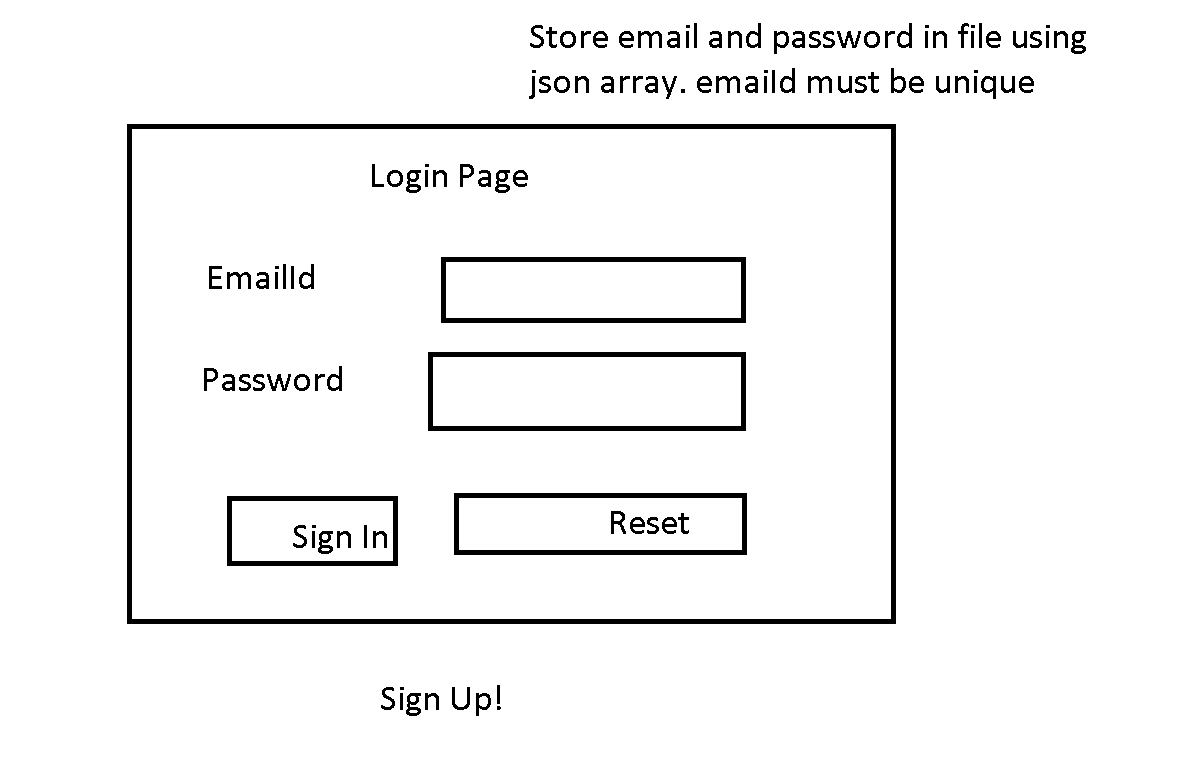 Store email and password in file using
json array. emailId must be unique
Login Page
EmailId
Password
Sign In
Reset
Sign Up!